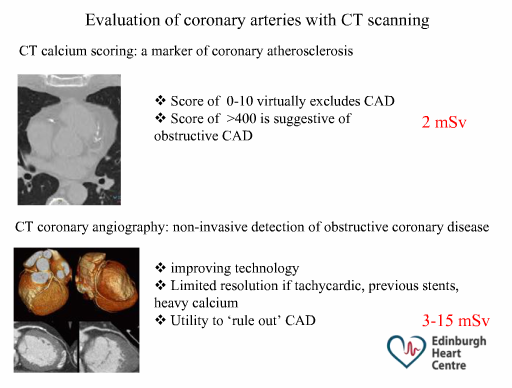 Evaluation of coronary arteries with CT scanning
CT calcium scoring: a marker of coronary atherosclerosis
❖ Score of 0-10 virtually excludes CAD
❖ Score of >400 is suggestive of
obstructive CAD
2 mSv
CT coronary angiography: non-invasive detection of obstructive coronary disease
❖ improving technology
❖ Limited resolution if tachycardic, previous stents,
heavy calcium
❖ Utility to ‘rule out’ CAD
3-15 mSv
Edinburgh
Heart
Centre